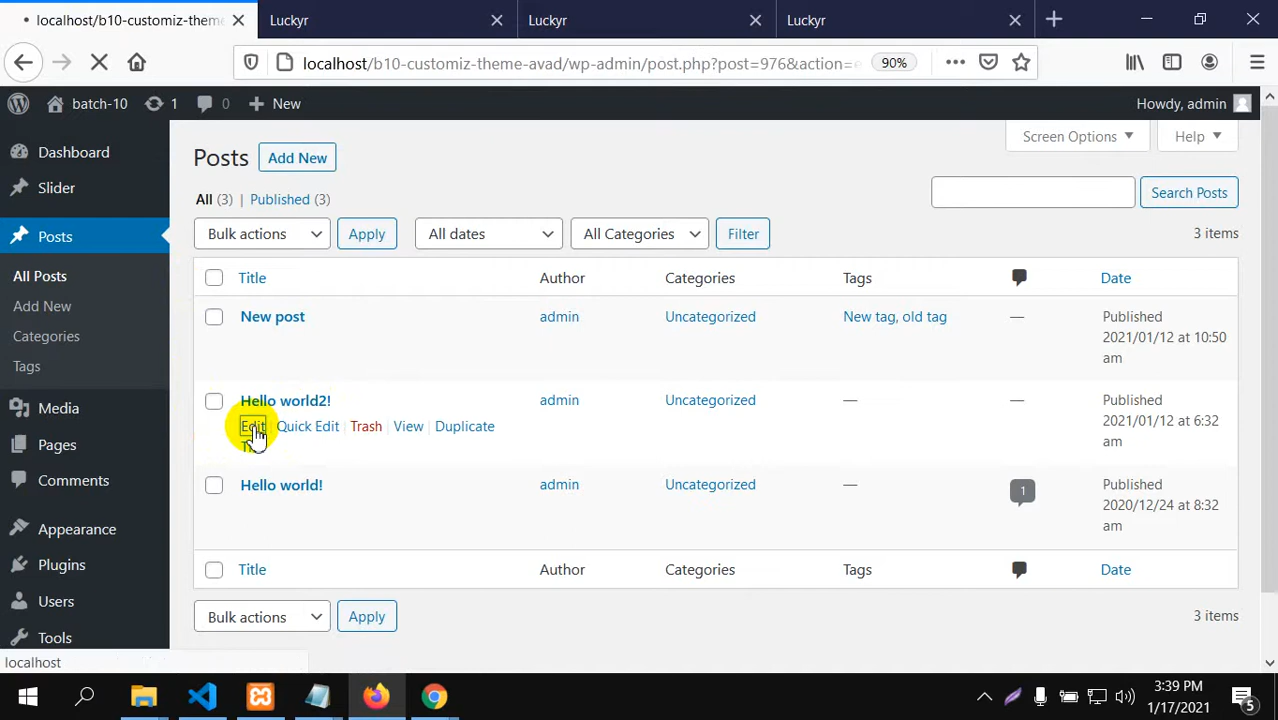 localhost/b10-customiz-theme- Luckyr Luckyr Luckyr
localhost/b10-customiz-theme-avad/wp-admin/post.php?post=976&action=e 90%
batch-10 1 0 New Howdy, admin
Screen Options Help
Dashboard
Slider
Posts
All Posts
Add New
Categories
Tags
Media
Pages
Comments
Appearance
Plugins
Users
Tools
Posts Add New
All (3) | Published (3)
Search Posts
Bulk actions Apply All dates All Categories Filter 3 items
Title Author Categories Tags Date
New post admin Uncategorized New tag, old tag — Published
2021/01/12 at 10:50
am
Hello world2! admin Uncategorized — — Published
2021/01/12 at 6:32
am
Edit | Quick Edit | Trash | View | Duplicate
Hello world! admin Uncategorized — 1 Published
2020/12/24 at 8:32
am
Title Author Categories Tags Date
Bulk actions Apply 3 items
localhost
3:39 PM
1/17/2021
5